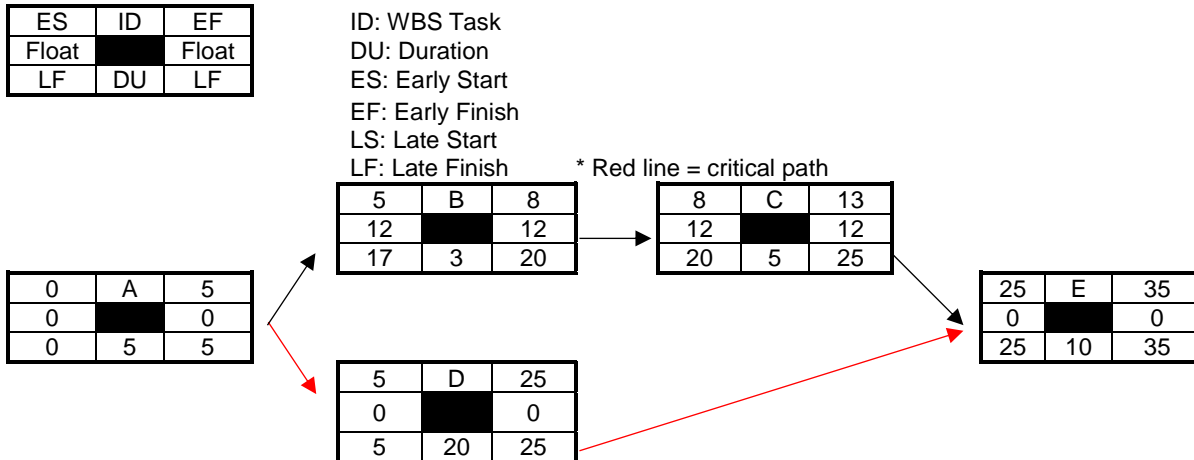 ES ID EF
Float Float
LF DU LF
ID: WBS Task
DU: Duration
ES: Early Start
EF: Early Finish
LS: Late Start
LF: Late Finish * Red line = critical path
5 B 8
12 12
17 3 20
8 C 13
12 12
20 5 25
0 A 5
0 0
0 5 5
25 E 35
0 0
25 10 35
5 D 25
0 0
5 20 25